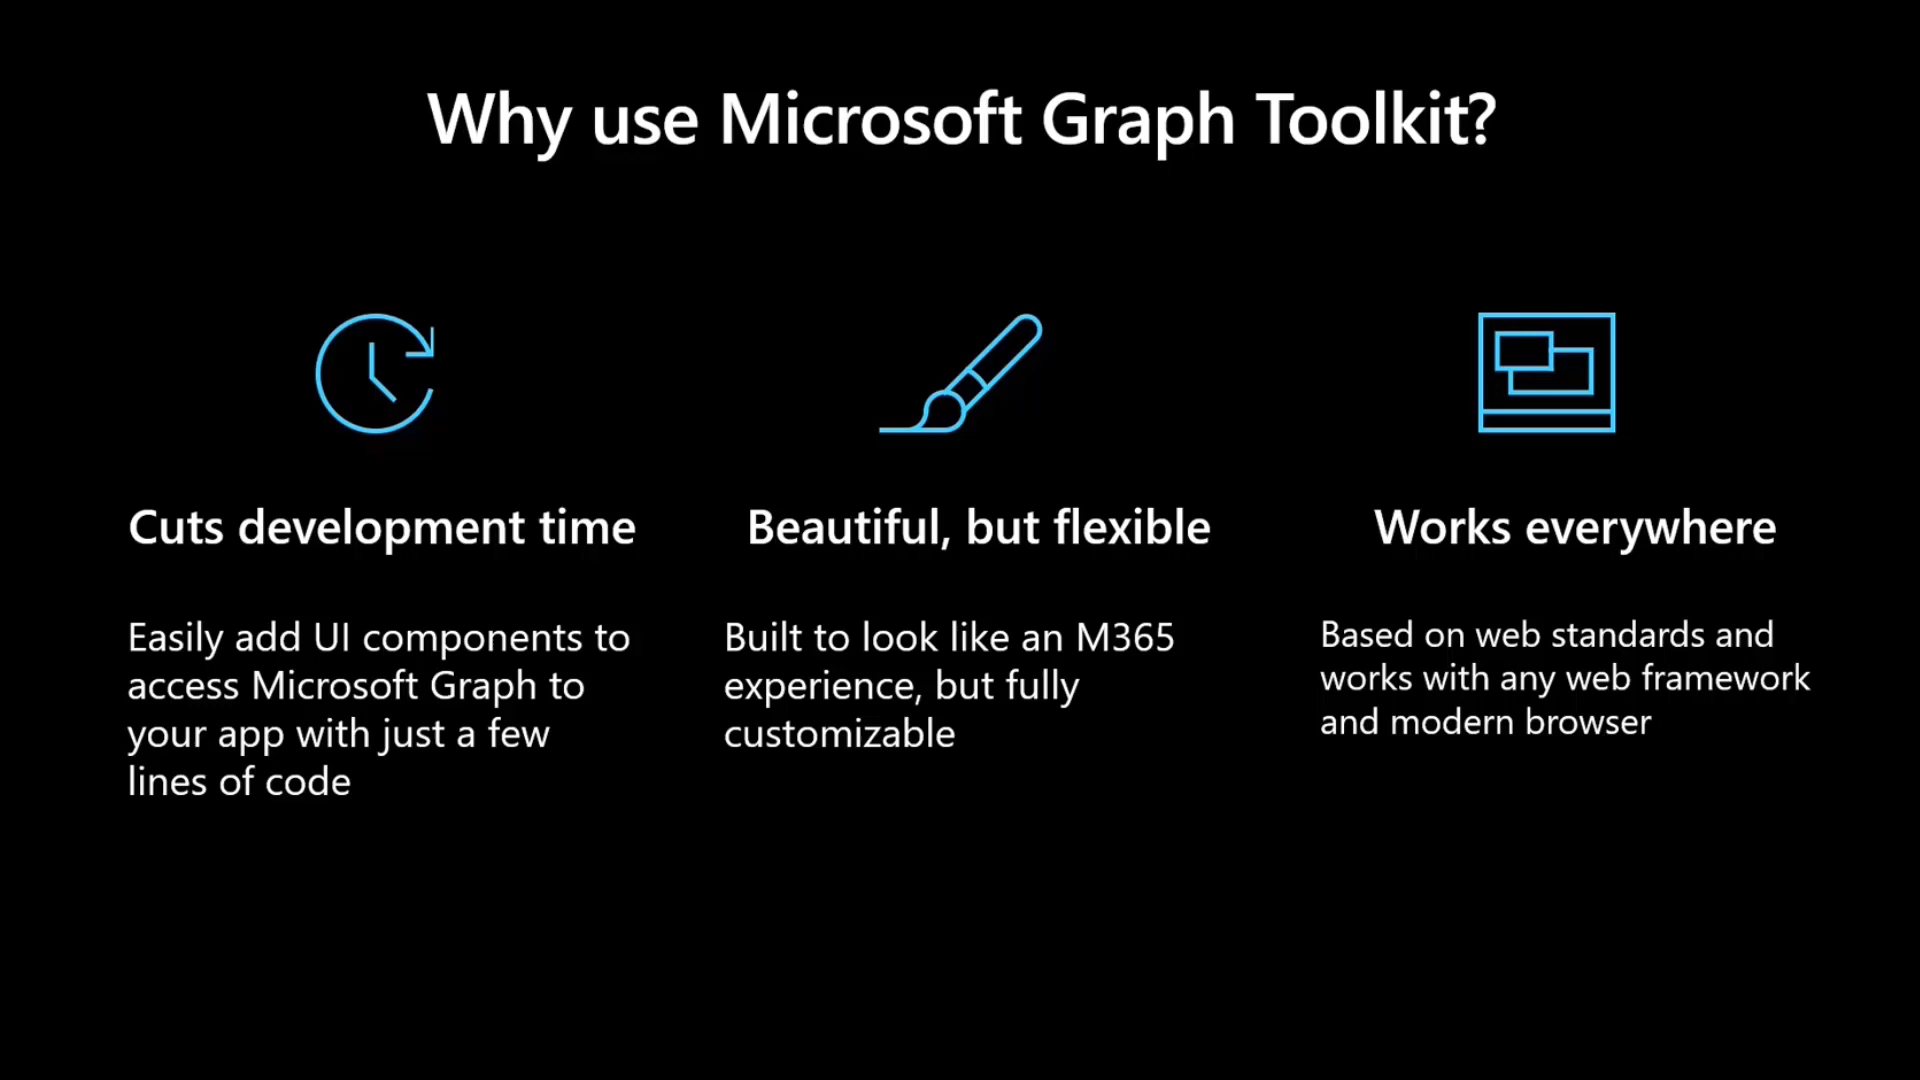 Why use Microsoft Graph Toolkit?
Cuts development time
Easily add UI components to
access Microsoft Graph to
your app with just a few
lines of code
Beautiful, but flexible
Built to look like an M365
experience, but fully
customizable
Works everywhere
Based on web standards and
works with any web framework
and modern browser